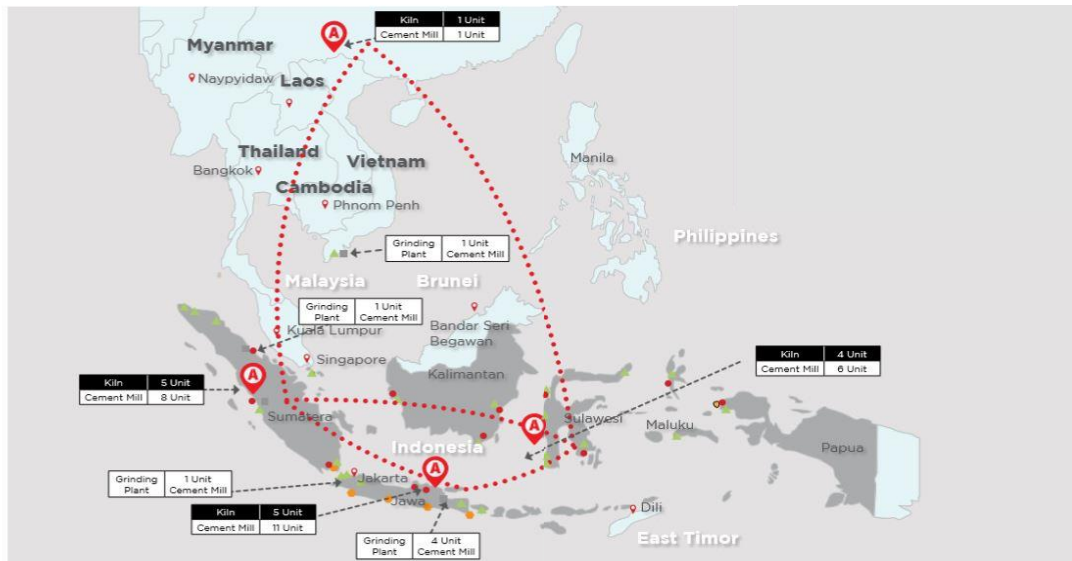 Kiln 1 Unit
Cement Mill 1 Unit
A
Myanmar
Naypyidaw
Laos
Thailand
Bangkok
Vietnam
Cambodia
Phnom Penh
Manila
Philippines
Grinding Plant 1 Unit Cement Mill
Malaysia
Brunei
Grinding Plant 1 Unit Cement Mill
Kuala Lumpur
Bandar Seri Begawan
Singapore
Kiln 4 Unit
Cement Mill 6 Unit
Kalimantan
A
Kiln 5 Unit
Cement Mill 8 Unit
Sumatera
A
Sulawesi
Maluku
Papua
Indonesia
A
Jakarta
Jawa
Grinding Plant 1 Unit Cement Mill
Kiln 5 Unit
Cement Mill 11 Unit
Grinding Plant 4 Unit Cement Mill
Dili
East Timor